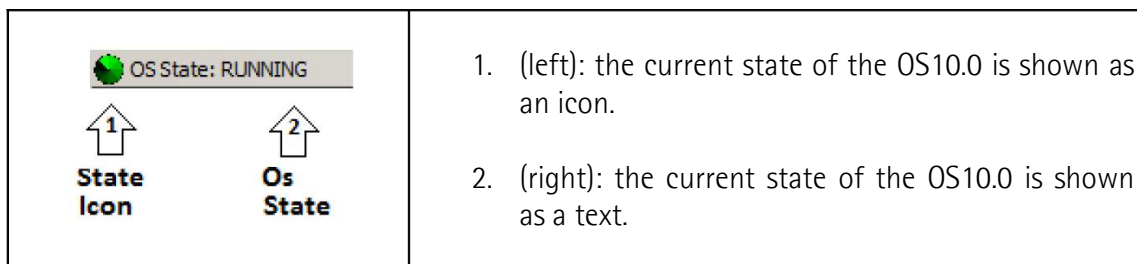 OS State: RUNNING
1
2
State
Icon
Os
State
1. (left): the current state of the OS10.0 is shown as
an icon.
2. (right): the current state of the OS10.0 is shown
as a text.